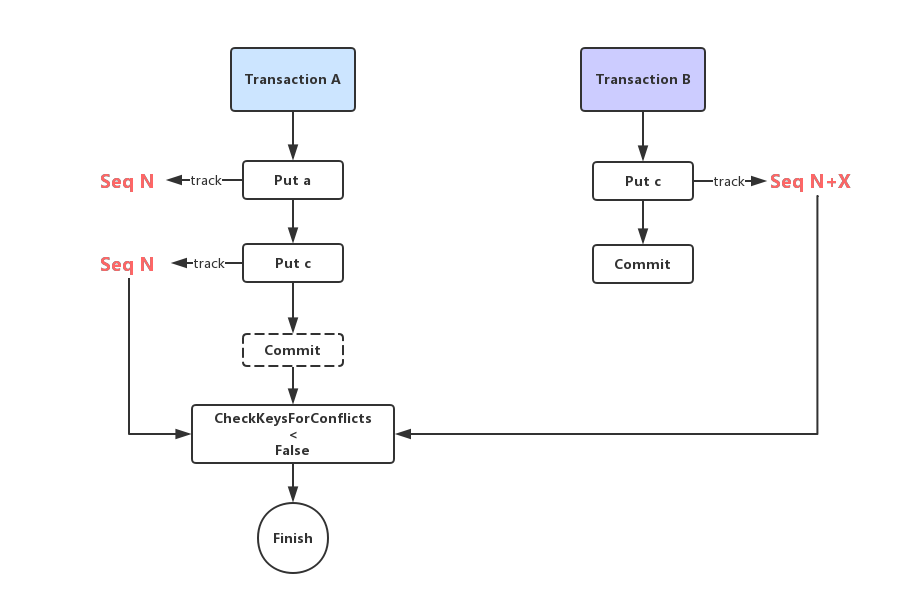 Transaction A
Transaction B
Seq N
track
Put a
Put c
track
Seq N+X
Seq N
track
Put c
Commit
Commit
CheckKeysForConflicts
<
False
Finish